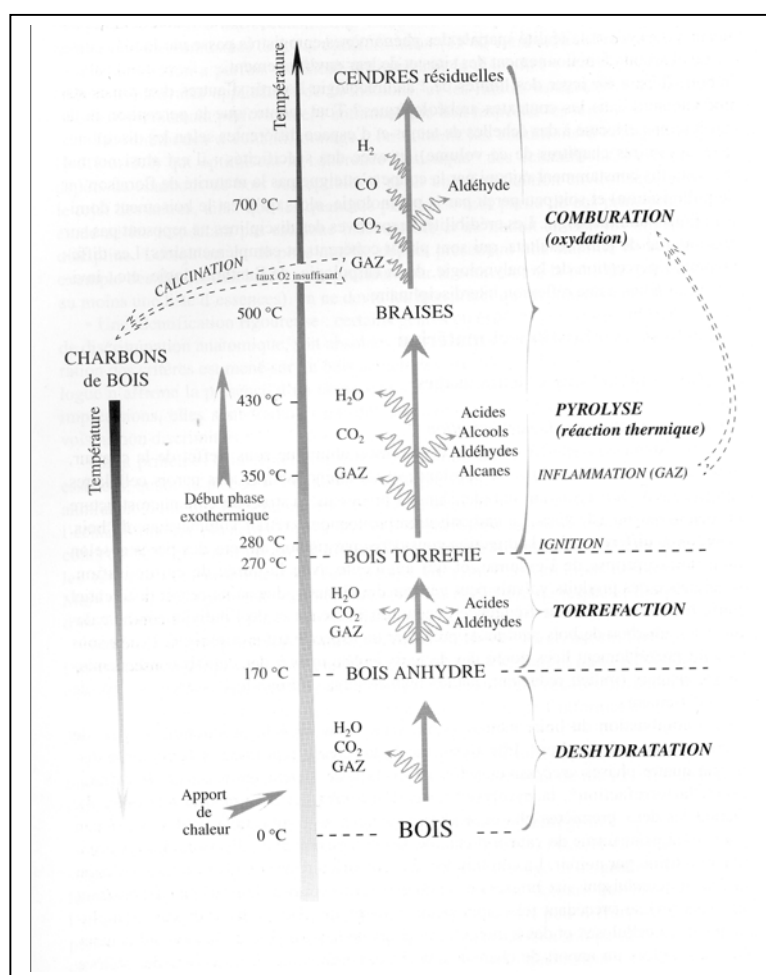 Température
CENDRES résiduelles
H2
CO
Aldéhyde
700 °C
CO2
COMBURATION
(oxydation)
CALCINATION
taux O2 insuffisant
GAZ
500 °C
BRAISES
CHARBONS
de BOIS
Température
430 °C
H2O
CO2
GAZ
Acides
Alcools
Aldéhydes
Alcanes
PYROLYSE
(réaction thermique)
350 °C
INFLAMMATION (GAZ)
Début phase
exothermique
280 °C
IGNITION
270 °C
BOIS TORREFIE
H2O
CO2
GAZ
Acides
Aldéhydes
TORREFACTION
170 °C
BOIS ANHYDRE
H2O
CO2
GAZ
DESHYDRATATION
Apport
de
chaleur
0 °C
BOIS